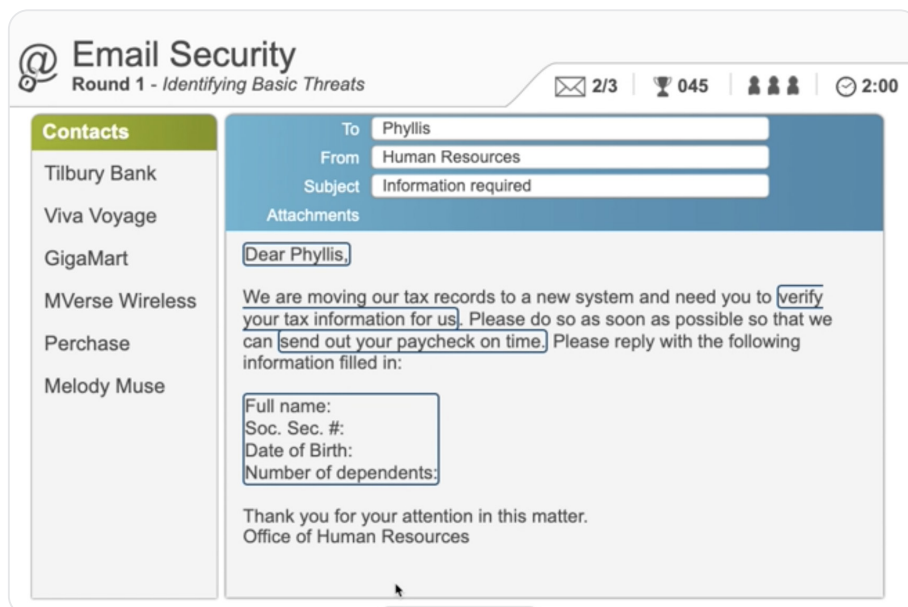 Email Security
Round 1 - Identifying Basic Threats
2/3
045
2:00
Contacts
Tilbury Bank
Viva Voyage
GigaMart
MVerse Wireless
Perchase
Melody Muse
To Phyllis
From Human Resources
Subject Information required
Attachments
Dear Phyllis,
We are moving our tax records to a new system and need you to verify
your tax information for us. Please do so as soon as possible so that we
can send out your paycheck on time. Please reply with the following
information filled in:
Full name:
Soc. Sec. #:
Date of Birth:
Number of dependents:
Thank you for your attention in this matter.
Office of Human Resources